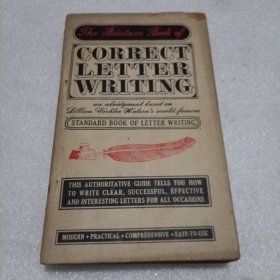 The Bantam Book of
CORRECT
LETTER
WRITING
an abridgement based on
Lillian Eichler Watson's world-famous
STANDARD BOOK OF LETTER WRITING
THIS AUTHORITATIVE GUIDE TELLS YOU HOW
TO WRITE CLEAR, SUCCESSFUL, EFFECTIVE
AND INTERESTING LETTERS FOR ALL OCCASIONS
MODERN • PRACTICAL • COMPREHENSIVE • EASY-TO-USE